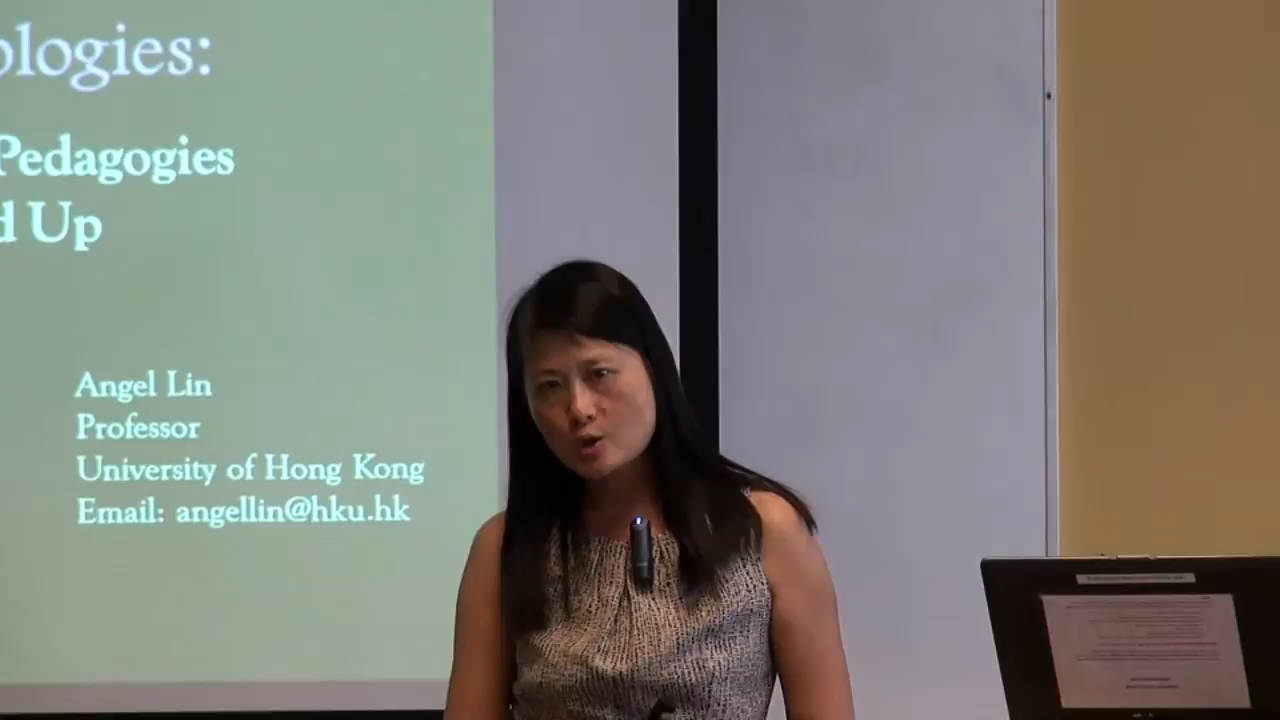 ologies:
Pedagogies
d Up
Angel Lin
Professor
University of Hong Kong
Email: angellin@hku.hk